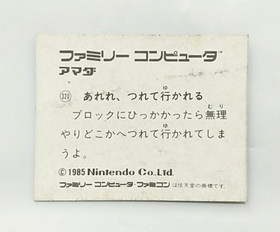 ファミリー コンピュータ™
アマダ
あれれ、つれて行かれる
ブロックにひっかかったら無理
やりどこかへつれて行かれてしま
うよ。
©1985 Nintendo Co.,Ltd.
ファミリー コンピュータ・ファミコンは任天堂の商標です。